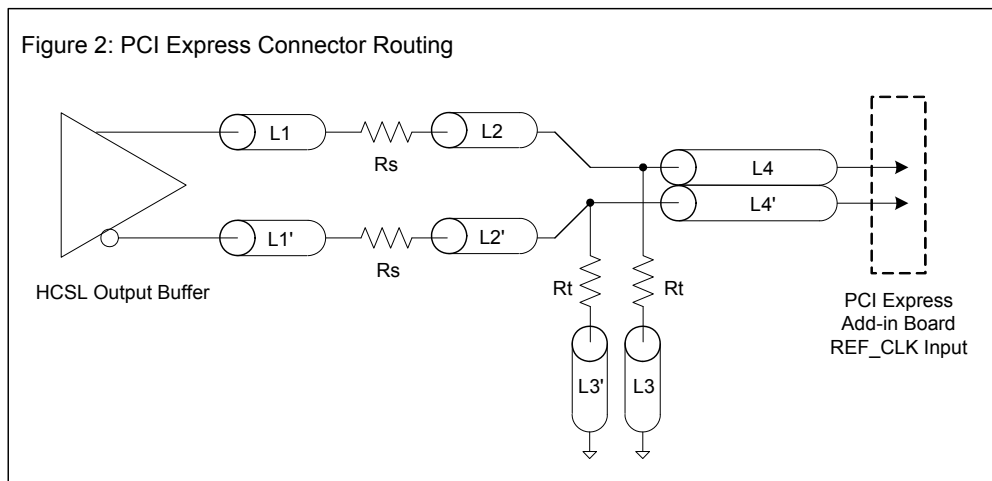 Figure 2: PCI Express Connector Routing
L1
Rs
L2
L4
L4'
L1'
Rs
L2'
HCSL Output Buffer
Rt
Rt
L3'
L3
PCI Express
Add-in Board
REF_CLK Input